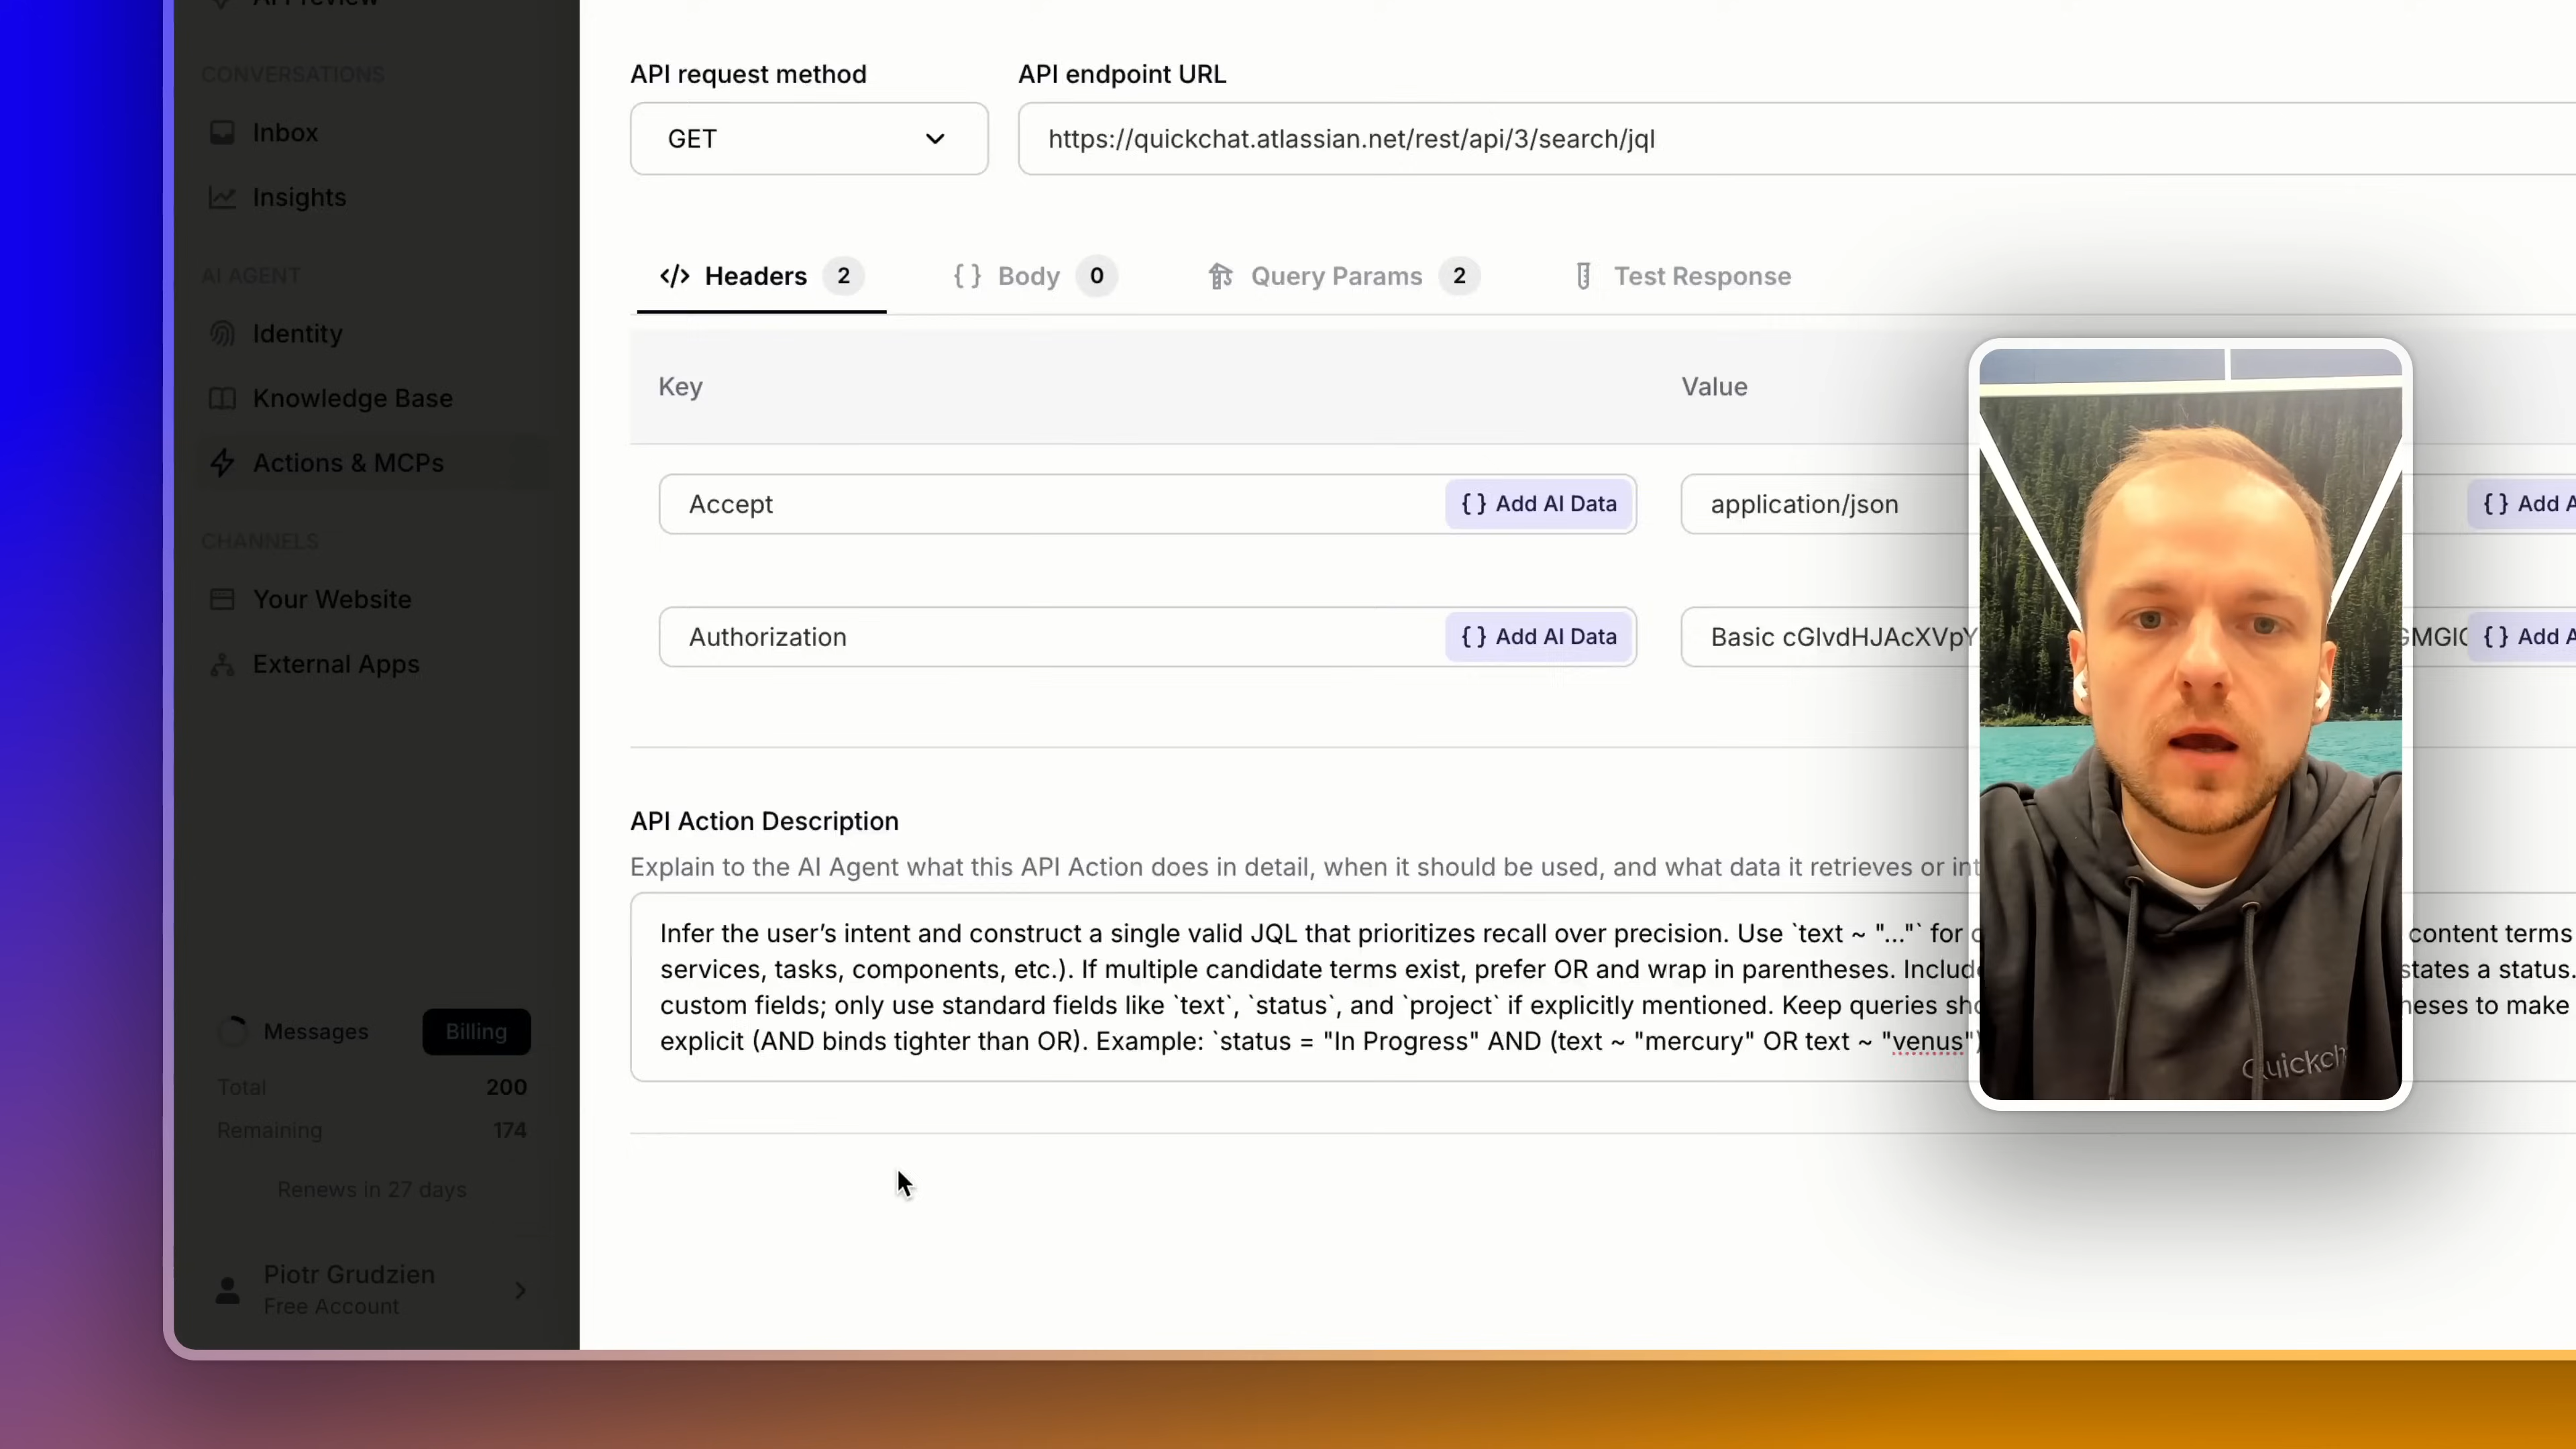 AI Preview
CONVERSATIONS
Inbox
Insights
AI AGENT
Identity
Knowledge Base
Actions & MCPs
CHANNELS
Your Website
External Apps
Messages
Billing
Total 200
Remaining 174
Renews in 27 days
Piotr Grudzien
Free Account
API request method
API endpoint URL
GET
https://quickchat.atlassian.net/rest/api/3/search/jql
</> Headers 2
{ } Body 0
Query Params 2
Test Response
Key
Value
Accept
{ } Add AI Data
application/json
{ } Add A
Authorization
{ } Add AI Data
Basic
{ } Add A
API Action Description
Explain to the AI Agent what this API Action does in detail, when it should be used, and what data it retrieves or int
Infer the user’s intent and construct a single valid JQL that prioritizes recall over precision. Use `text ~ "..."` for content terms
services, tasks, components, etc.). If multiple candidate terms exist, prefer OR and wrap in parentheses. Include states a status.
custom fields; only use standard fields like `text`, `status`, and `project` if explicitly mentioned. Keep queries heses to make
explicit (AND binds tighter than OR). Example: `status = "In Progress" AND (text ~ "mercury" OR text ~ "venus")
Quickch